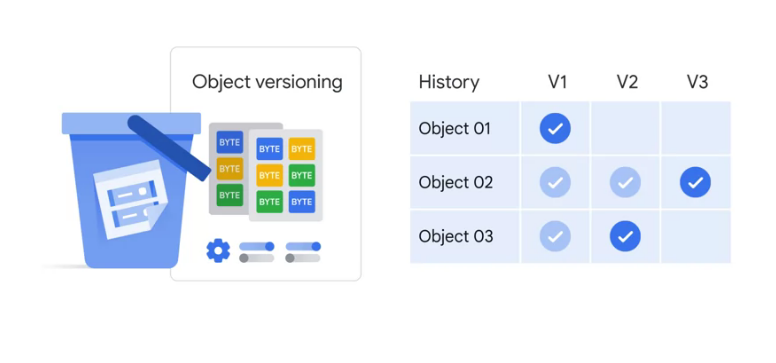 Object versioning
BYTE
BYTE
BYTE
BYTE BYTE
BYTE BYTE
BYTE BYTE
History V1 V2 V3
Object 01
Object 02
Object 03